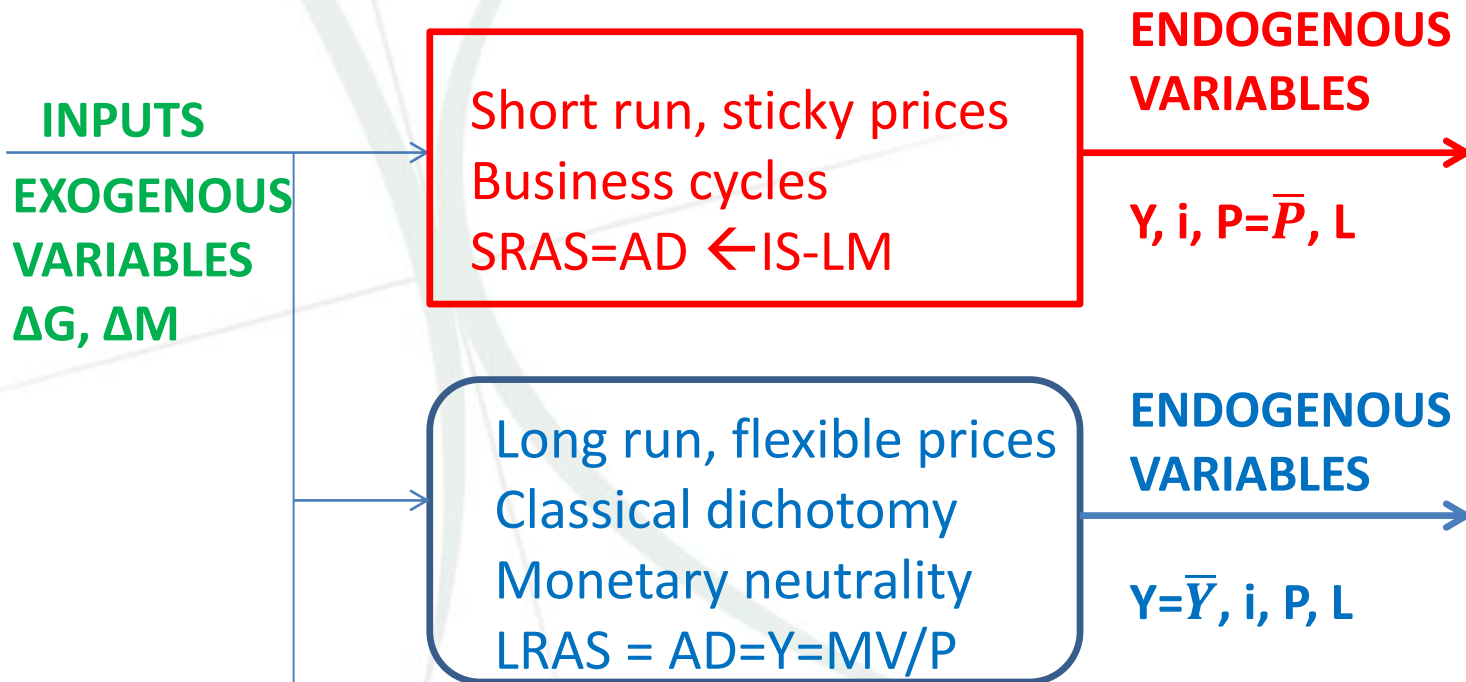 INPUTS
EXOGENOUS
VARIABLES
ΔG, ΔM
Short run, sticky prices
Business cycles
SRAS=AD ←IS-LM
ENDOGENOUS
VARIABLES
Y, i, P=P̅, L
Long run, flexible prices
Classical dichotomy
Monetary neutrality
LRAS = AD=Y=MV/P
ENDOGENOUS
VARIABLES
Y=Y̅, i, P, L